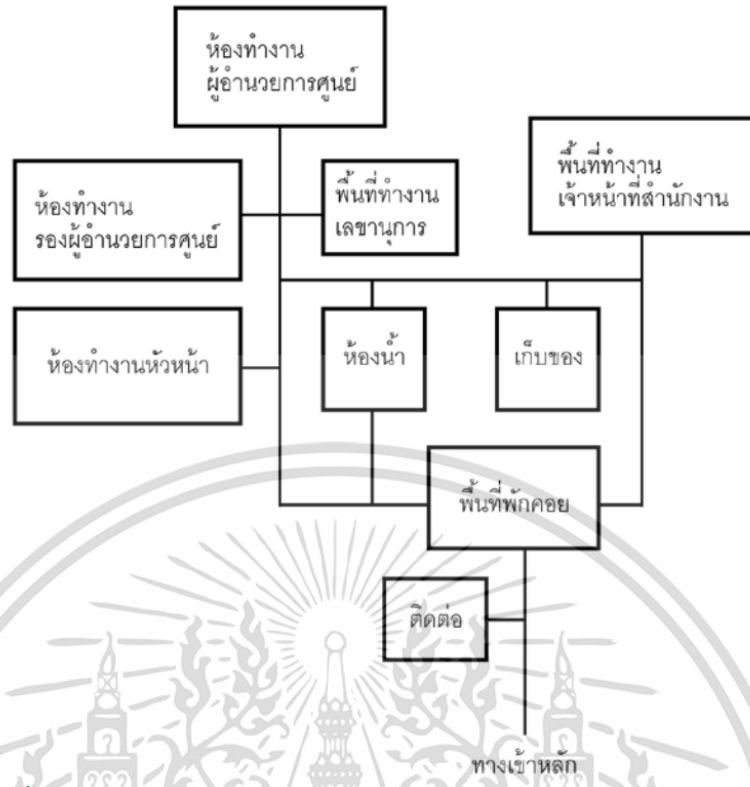 ห้องทำงาน
ผู้อำนวยการศูนย์
พื้นที่ทำงาน
เจ้าหน้าที่สำนักงาน
ห้องทำงาน
รองผู้อำนวยการศูนย์
พื้นที่ทำงาน
เลขานุการ
ห้องทำงานหัวหน้า
ห้องน้ำ
เก็บของ
พื้นที่พักคอย
ติดต่อ
ทางเข้าหลัก